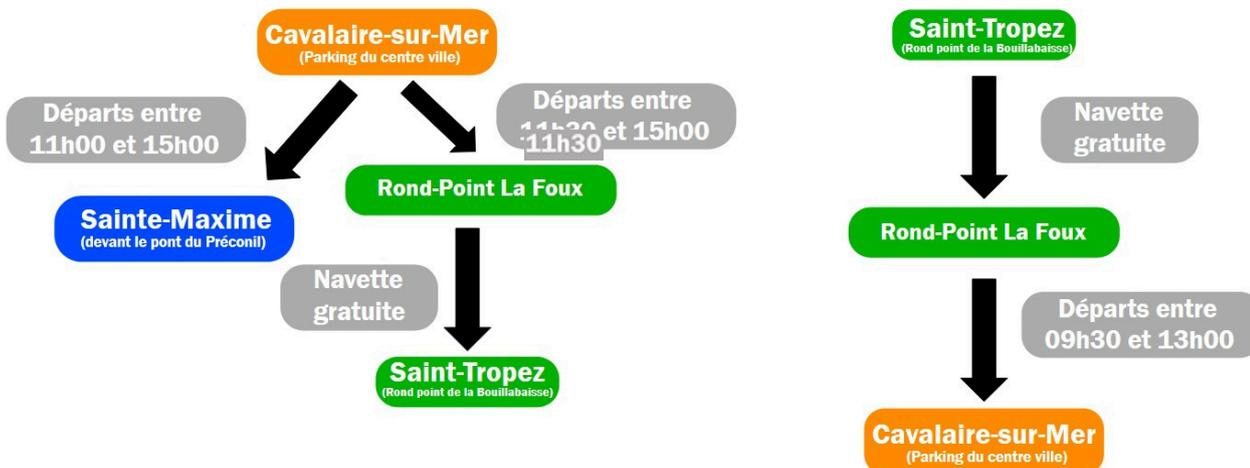 Cavalaire-sur-Mer
(Parking du centre ville)
Départs entre
11h00 et 15h00
Départs entre
11h30 et 15h00
11h30
Sainte-Maxime
(devant le pont du Préconil)
Rond-Point La Foux
Navette
gratuite
Saint-Tropez
(Rond point de la Bouillabaisse)
Saint-Tropez
(Rond point de la Bouillabaisse)
Navette
gratuite
Rond-Point La Foux
Départs entre
09h30 et 13h00
Cavalaire-sur-Mer
(Parking du centre ville)